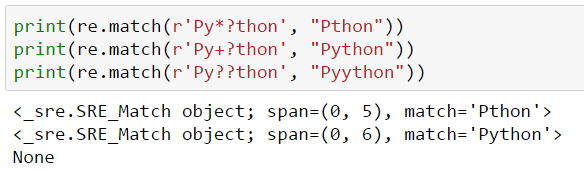 print(re.match(r'Py*?thon', "Pthon"))
print(re.match(r'Py+?thon', "Python"))
print(re.match(r'Py??thon', "Pyython"))
<_sre.SRE_Match object; span=(0, 5), match='Pthon'>
<_sre.SRE_Match object; span=(0, 6), match='Python'>
None